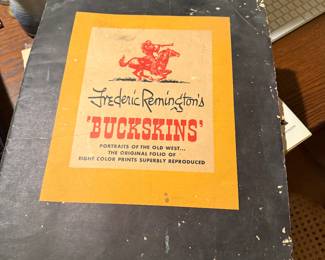 Frederic Remington's
'BUCKSKINS'
PORTRAITS OF THE OLD WEST...
THE ORIGINAL FOLIO OF
EIGHT COLOR PRINTS SUPERBLY REPRODUCED